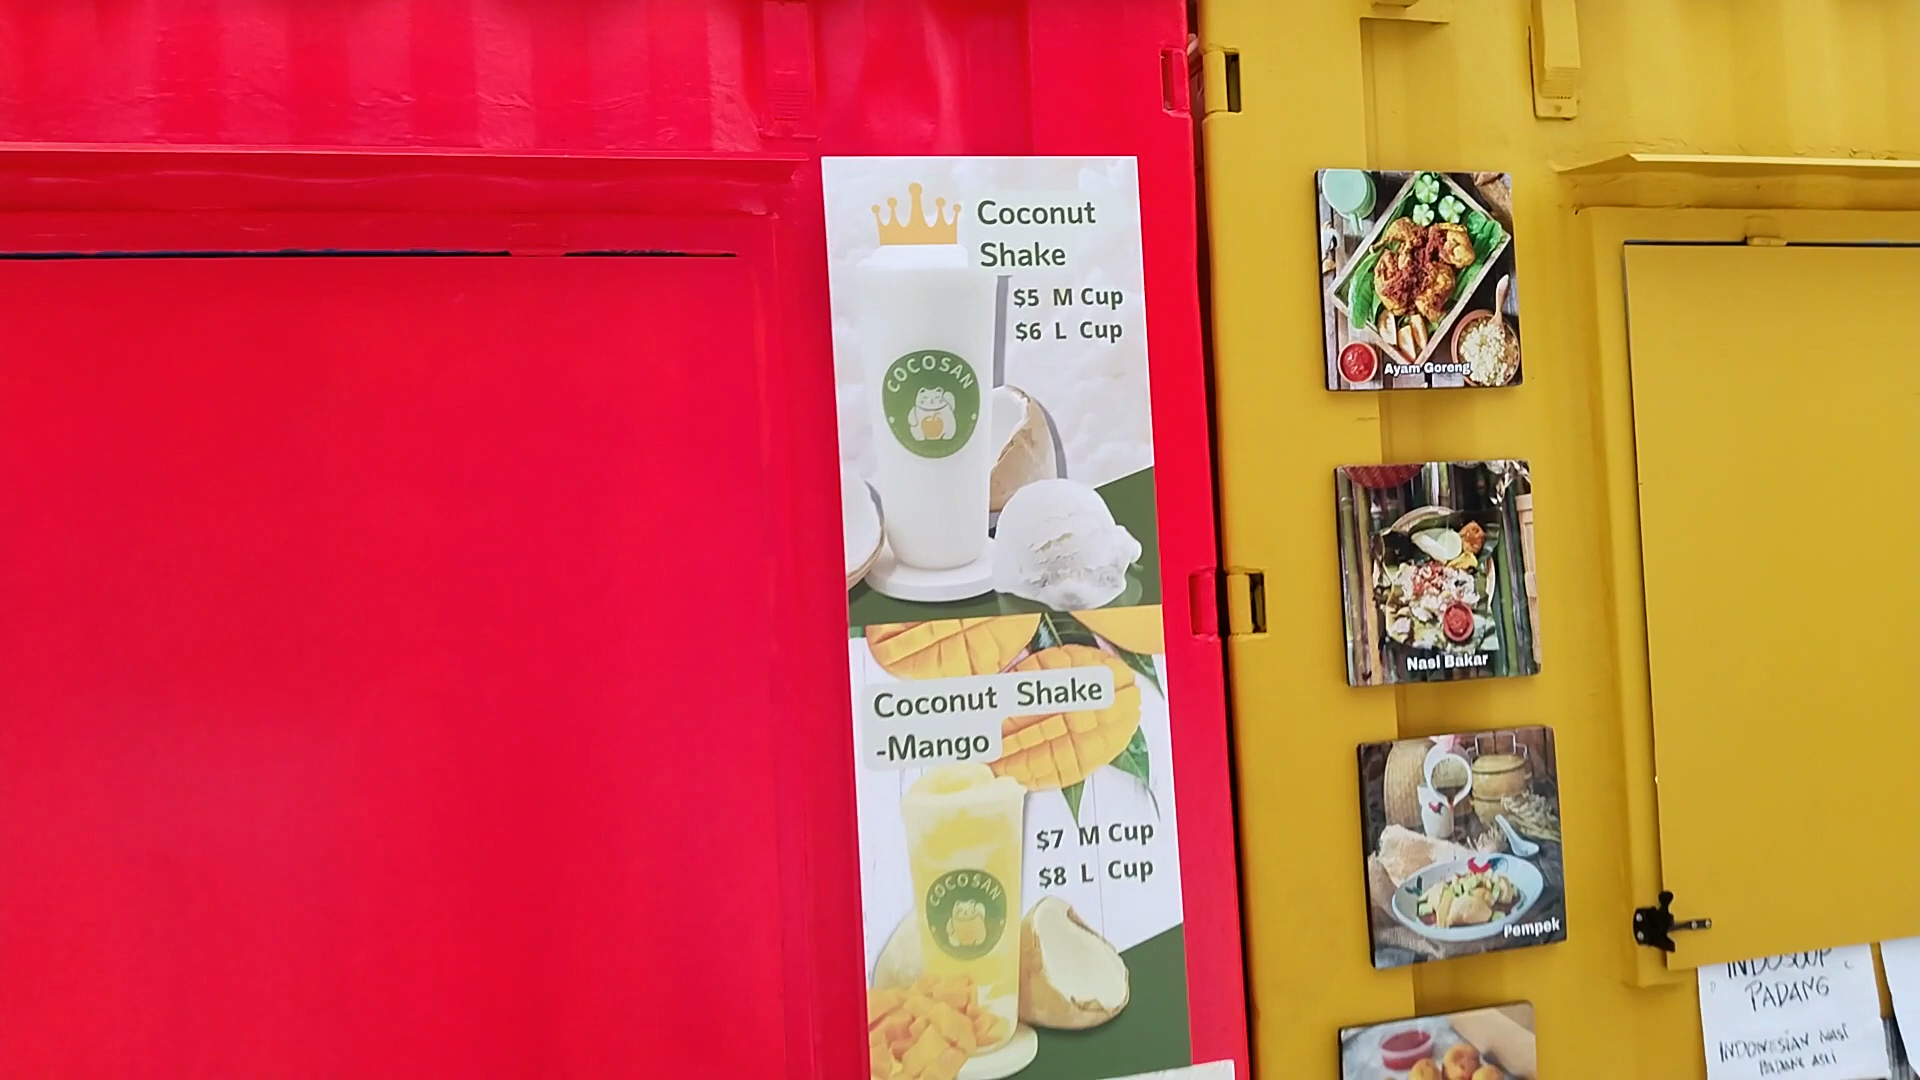 Coconut
Shake
$5 M Cup
$6 L Cup
COCOSAN
Coconut Shake
-Mango
$7 M Cup
$8 L Cup
COCOSAN
Ayam Goreng
Nasi Bakar
Pempek
PADANG
INDONESIAN NASI
PADANG ASLI